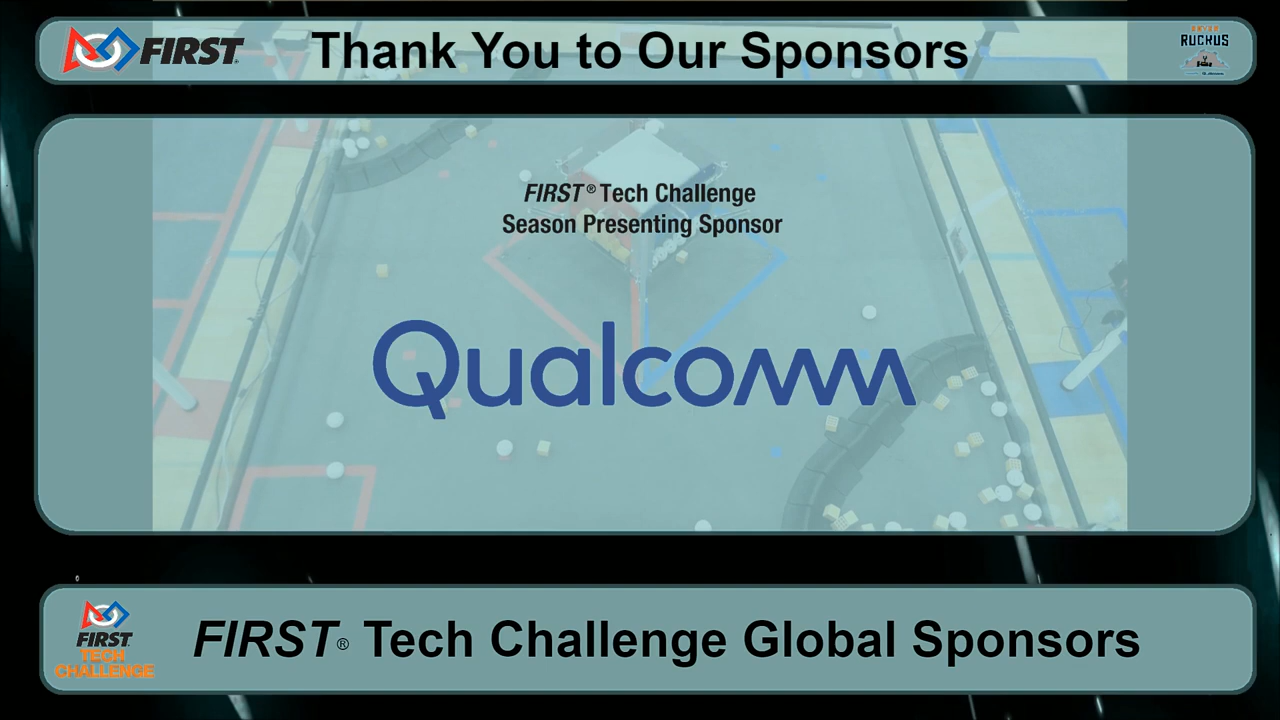 FIRST®
Thank You to Our Sponsors
ROVER
RUCKUS
FIRST® Tech Challenge
Season Presenting Sponsor
Qualcomm
FIRST®
TECH
CHALLENGE
FIRST® Tech Challenge Global Sponsors